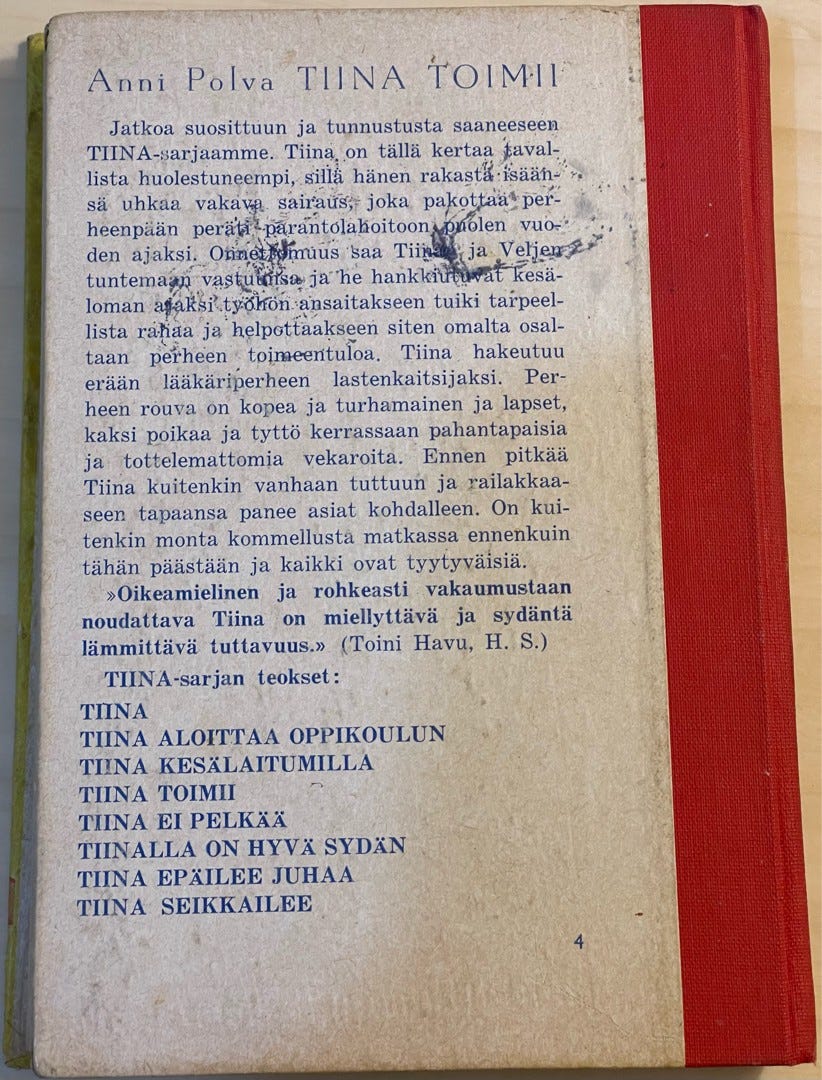 Anni Polva TIINA TOIMII
Jatkoa suosittuun ja tunnustusta saaneeseen
TIINA-sarjaamme. Tiina on tällä kertaa taval-
lista huolestuneempi, sillä hänen rakasta isään-
sä uhkaa vakava sairaus, joka pakottaa per-
heenpään peräti parantolahoitoon puolen vuo-
den ajaksi. Onnettomuus saa Tiinan ja Veljen
tuntemaan vastuunsa ja he hankkiutuvat kesä-
loman ajaksi työhön ansaitakseen tuiki tarpeel-
lista rahaa ja helpottaakseen siten omalta osal-
taan perheen toimeentuloa. Tiina hakeutuu
erään lääkäriperheen lastenkaitsijaksi. Per-
heen rouva on kopea ja turhamainen ja lapset,
kaksi poikaa ja tyttö kerrassaan pahantapaisia
ja tottelemattomia vekaroita. Ennen pitkää
Tiina kuitenkin vanhaan tuttuun ja railakkaa-
seen tapaansa panee asiat kohdalleen. On kui-
tenkin monta kommellusta matkassa ennenkuin
tähän päästään ja kaikki ovat tyytyväisiä.
»Oikeamielinen ja rohkeasti vakaumustaan
noudattava Tiina on miellyttävä ja sydäntä
lämmittävä tuttavuus.» (Toini Havu, H. S.)
TIINA-sarjan teokset:
TIINA
TIINA ALOITTAA OPPIKOULUN
TIINA KESÄLAITUMILLA
TIINA TOIMII
TIINA EI PELKÄÄ
TIINALLA ON HYVÄ SYDÄN
TIINA EPÄILEE JUHAA
TIINA SEIKKAILEE
4